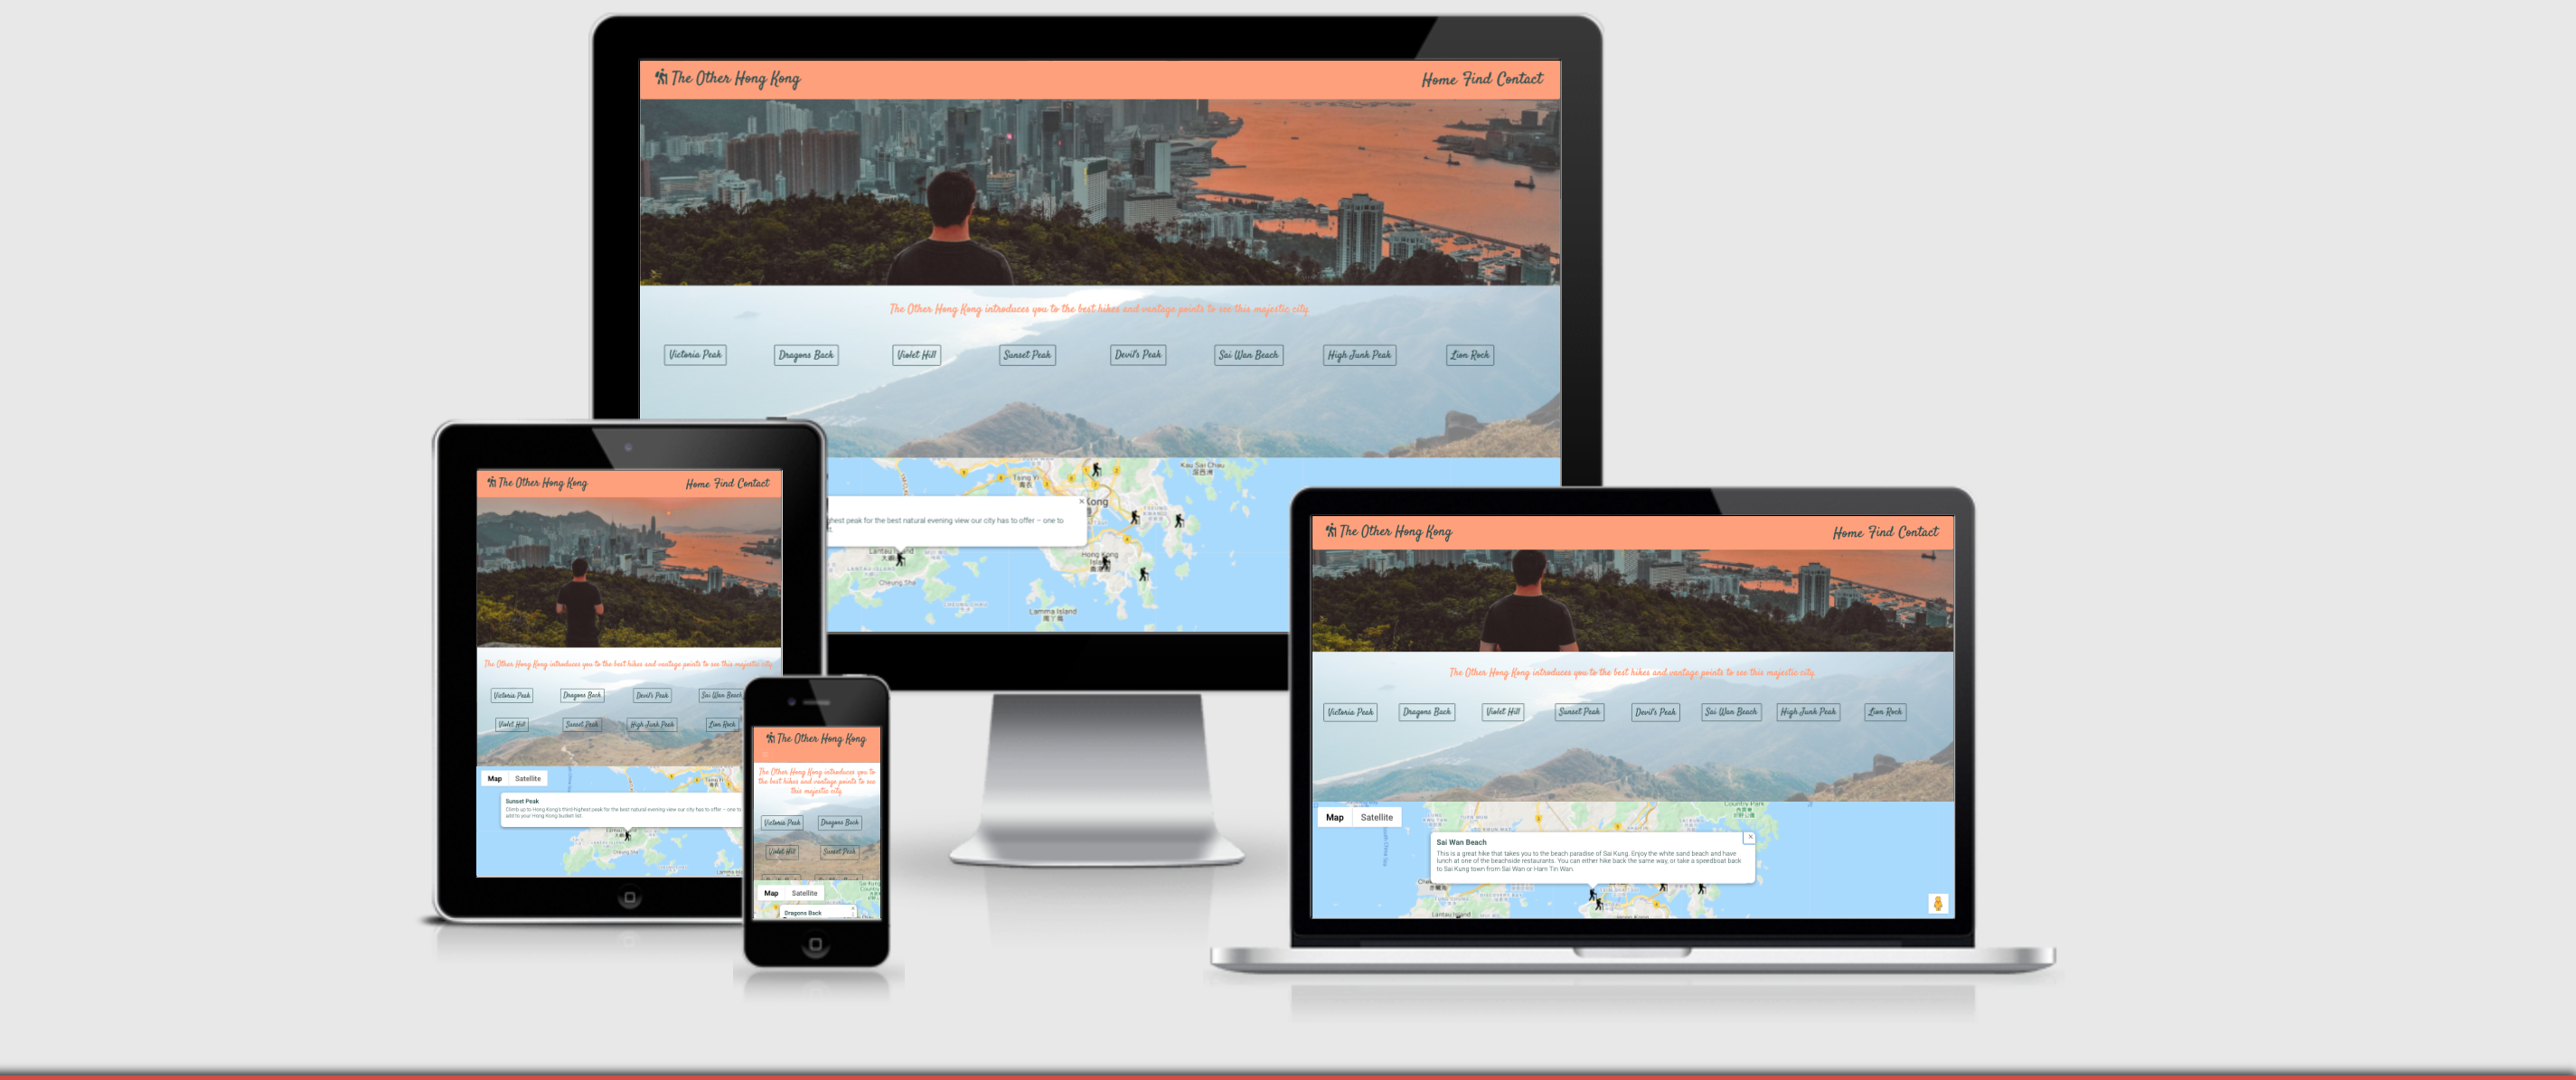 The Other Hong Kong
Home Find Contact
The Other Hong Kong introduces you to the best hikes and vantage points to see this majestic city
Victoria Peak
Dragons Back
Violet Hill
Sunset Peak
Devil's Peak
Sai Wan Beach
High Junk Peak
Lion Rock
Kau Sai Chau
Tsing Yi
青衣
Kong
peak for the best natural evening view our city has to offer – one to
Lantau
Cheung Sha
Hong Kong
Lamma Island
The Other Hong Kong
Home Find Contact
The Other Hong Kong introduces you to the best hikes and vantage points to see this majestic city
Victoria Peak
Dragons Back
Devil's Peak
Sai Wan Beach
Violet Hill
Sunset Peak
High Junk Peak
Lion Rock
Map
Satellite
Sunset Peak
Climb up to Hong Kong's third highest peak for the best natural evening view our city has to offer – one to
add to your Hong Kong bucket list.
Cheung Sha
The Other Hong Kong
The Other Hong Kong introduces you to
the best hikes and vantage points to see
this majestic city
Victoria Peak
Dragons Back
Violet Hill
Sunset Peak
Map
Satellite
Dragons Back
The Other Hong Kong
Home Find Contact
The Other Hong Kong introduces you to the best hikes and vantage points to see this majestic city
Victoria Peak
Dragons Back
Violet Hill
Sunset Peak
Devil's Peak
Sai Wan Beach
High Junk Peak
Lion Rock
Map
Satellite
Country Park
Sai Wan Beach
This is a great hike that takes you to the beach paradise of Sai Kung. Enjoy the white sand beach and have
lunch at one of the beachside restaurants. You can either hike back the same way, or take a speedboat back
to Sai Kung town from Sai Wan or Ham Tin Wan.
Lantau Island